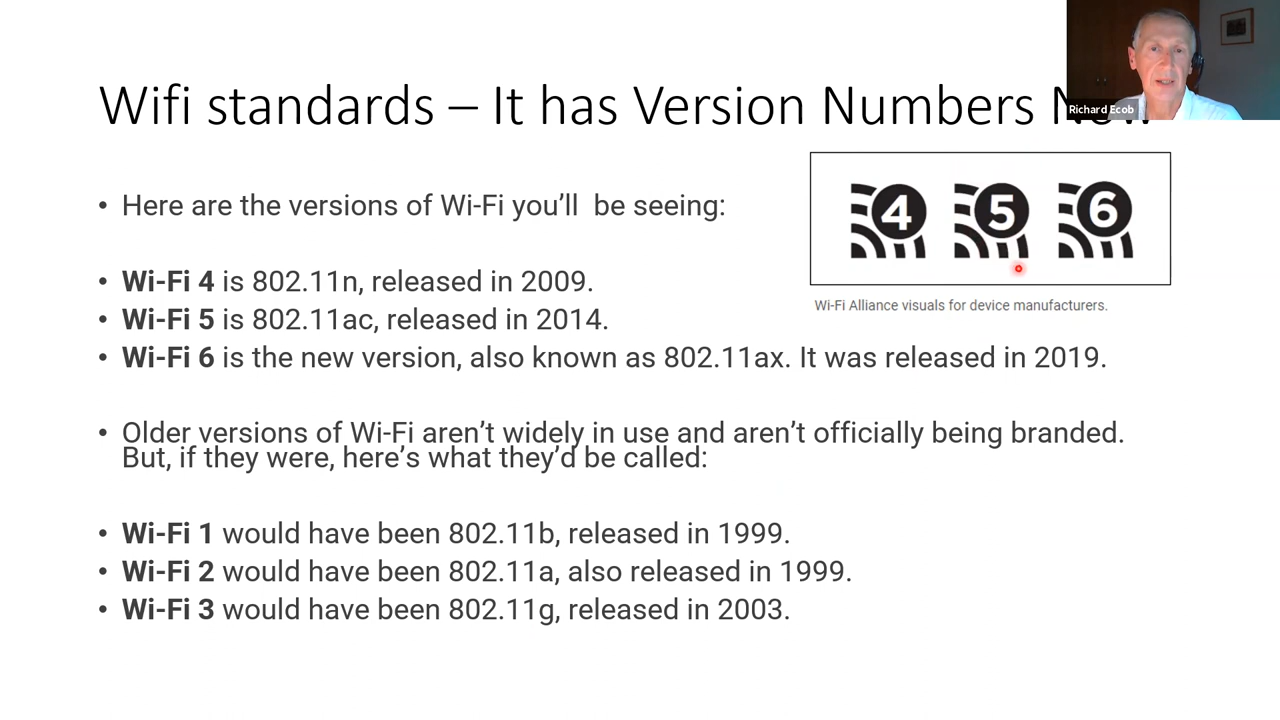 Wifi standards – It has Version Numbers Now
Richard Ecob
4 5 6
Wi-Fi Alliance visuals for device manufacturers.
• Here are the versions of Wi-Fi you’ll  be seeing:
• Wi-Fi 4 is 802.11n, released in 2009.
• Wi-Fi 5 is 802.11ac, released in 2014.
• Wi-Fi 6 is the new version, also known as 802.11ax. It was released in 2019.
• Older versions of Wi-Fi aren’t widely in use and aren’t officially being branded.
But, if they were, here’s what they’d be called:
• Wi-Fi 1 would have been 802.11b, released in 1999.
• Wi-Fi 2 would have been 802.11a, also released in 1999.
• Wi-Fi 3 would have been 802.11g, released in 2003.